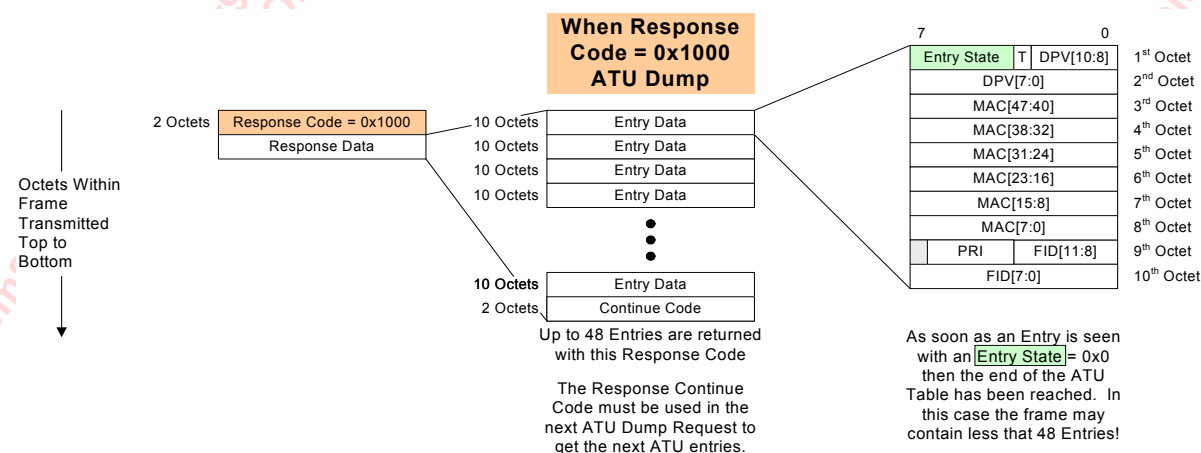 When Response
Code = 0x1000
ATU Dump
7 0
Entry State T DPV[10:8] 1st Octet
DPV[7:0] 2nd Octet
MAC[47:40] 3rd Octet
MAC[38:32] 4th Octet
MAC[31:24] 5th Octet
MAC[23:16] 6th Octet
MAC[15:8] 7th Octet
MAC[7:0] 8th Octet
PRI FID[11:8] 9th Octet
FID[7:0] 10th Octet
2 Octets Response Code = 0x1000
Response Data
10 Octets Entry Data
10 Octets Entry Data
10 Octets Entry Data
10 Octets Entry Data
10 Octets Entry Data
2 Octets Continue Code
Octets Within
Frame
Transmitted
Top to
Bottom
Up to 48 Entries are returned
with this Response Code
The Response Continue
Code must be used in the
next ATU Dump Request to
get the next ATU entries.
As soon as an Entry is seen
with an Entry State = 0x0
then the end of the ATU
Table has been reached. In
this case the frame may
contain less that 48 Entries!